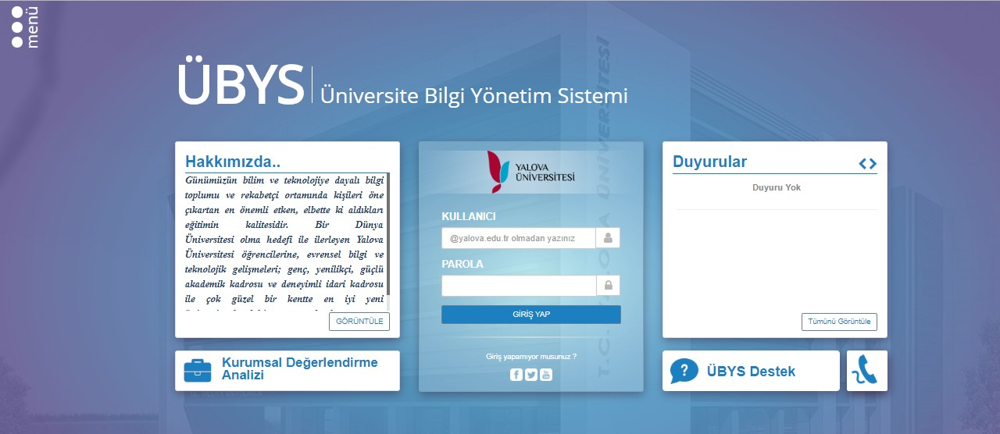 menü
ÜBYS
Üniversite Bilgi Yönetim Sistemi
Hakkımızda..
Günümüzün bilim ve teknolojiye dayalı bilgi
toplumu ve rekabetçi ortamında kişileri öne
çıkartan en önemli etken, elbette ki aldıkları
eğitimin kalitesidir. Bir Dünya
Üniversitesi olma hedefi ile ilerleyen Yalova
Üniversitesi öğrencilerine, evrensel bilgi ve
teknolojik gelişmeleri; genç, yenilikçi, güçlü
akademik kadrosu ve deneyimli idari kadrosu
ile çok güzel bir kentte en iyi yeni
GÖRÜNTÜLE
Kurumsal Değerlendirme
Analizi
YALOVA
ÜNİVERSİTESİ
KULLANICI
@yalova.edu.tr olmadan yazınız
PAROLA
GİRİŞ YAP
Giriş yapamıyor musunuz ?
Duyurular
Duyuru Yok
Tümünü Görüntüle
ÜBYS Destek
T.C. YALOVA ÜNİVERSİTESİ